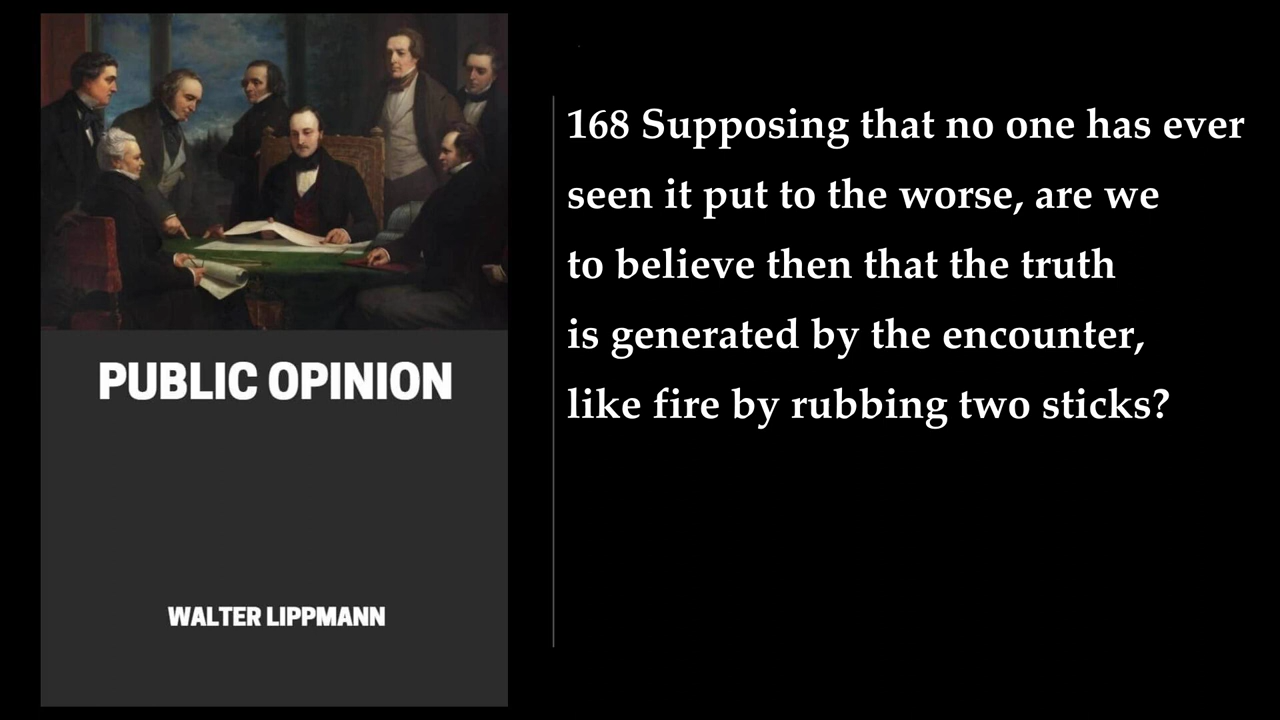 PUBLIC OPINION
WALTER LIPPMANN
168 Supposing that no one has ever
seen it put to the worse, are we
to believe then that the truth
is generated by the encounter,
like fire by rubbing two sticks?